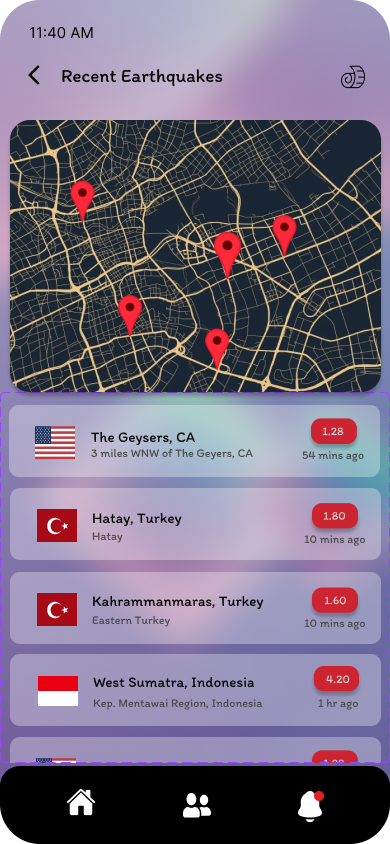 11:40 AM
Recent Earthquakes
The Geysers, CA
1.28
3 miles WNW of The Geyers, CA
54 mins ago
Hatay, Turkey
1.80
Hatay
10 mins ago
Kahrammanmaras, Turkey
1.60
Eastern Turkey
10 mins ago
West Sumatra, Indonesia
4.20
Kep. Mentawai Region, Indonesia
1 hr ago